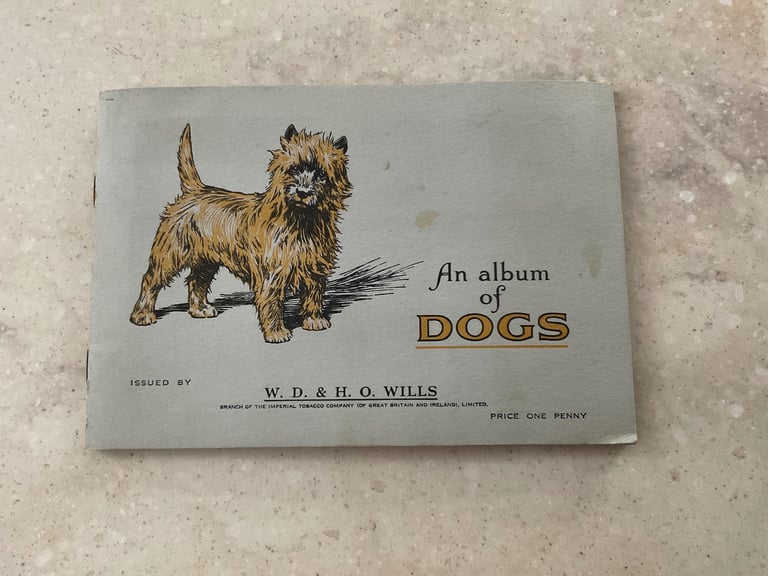 An album
of
DOGS
ISSUED BY
W. D. & H. O. WILLS
BRANCH OF THE IMPERIAL TOBACCO COMPANY (OF GREAT BRITAIN AND IRELAND), LIMITED.
PRICE ONE PENNY